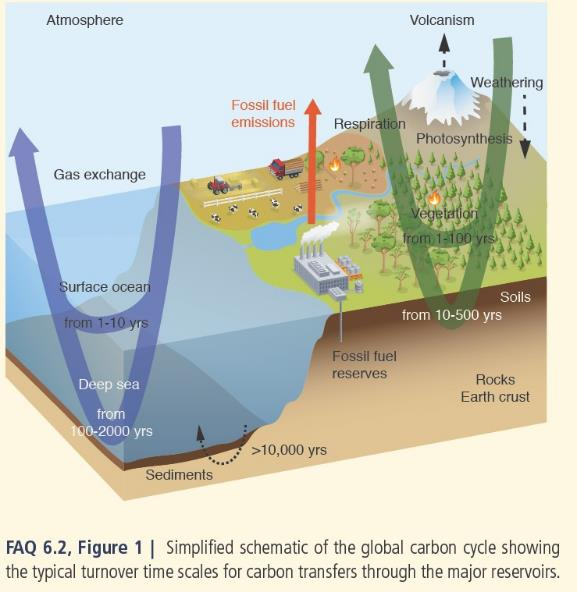 Atmosphere
Volcanism
Weathering
Fossil fuel
emissions
Respiration
Photosynthesis
Gas exchange
Vegetation
from 1-100 yrs
Surface ocean
from 1-10 yrs
Soils
from 10-500 yrs
Fossil fuel
reserves
Deep sea
from
100-2000 yrs
Rocks
Earth crust
>10,000 yrs
Sediments
FAQ 6.2, Figure 1 | Simplified schematic of the global carbon cycle showing
the typical turnover time scales for carbon transfers through the major reservoirs.